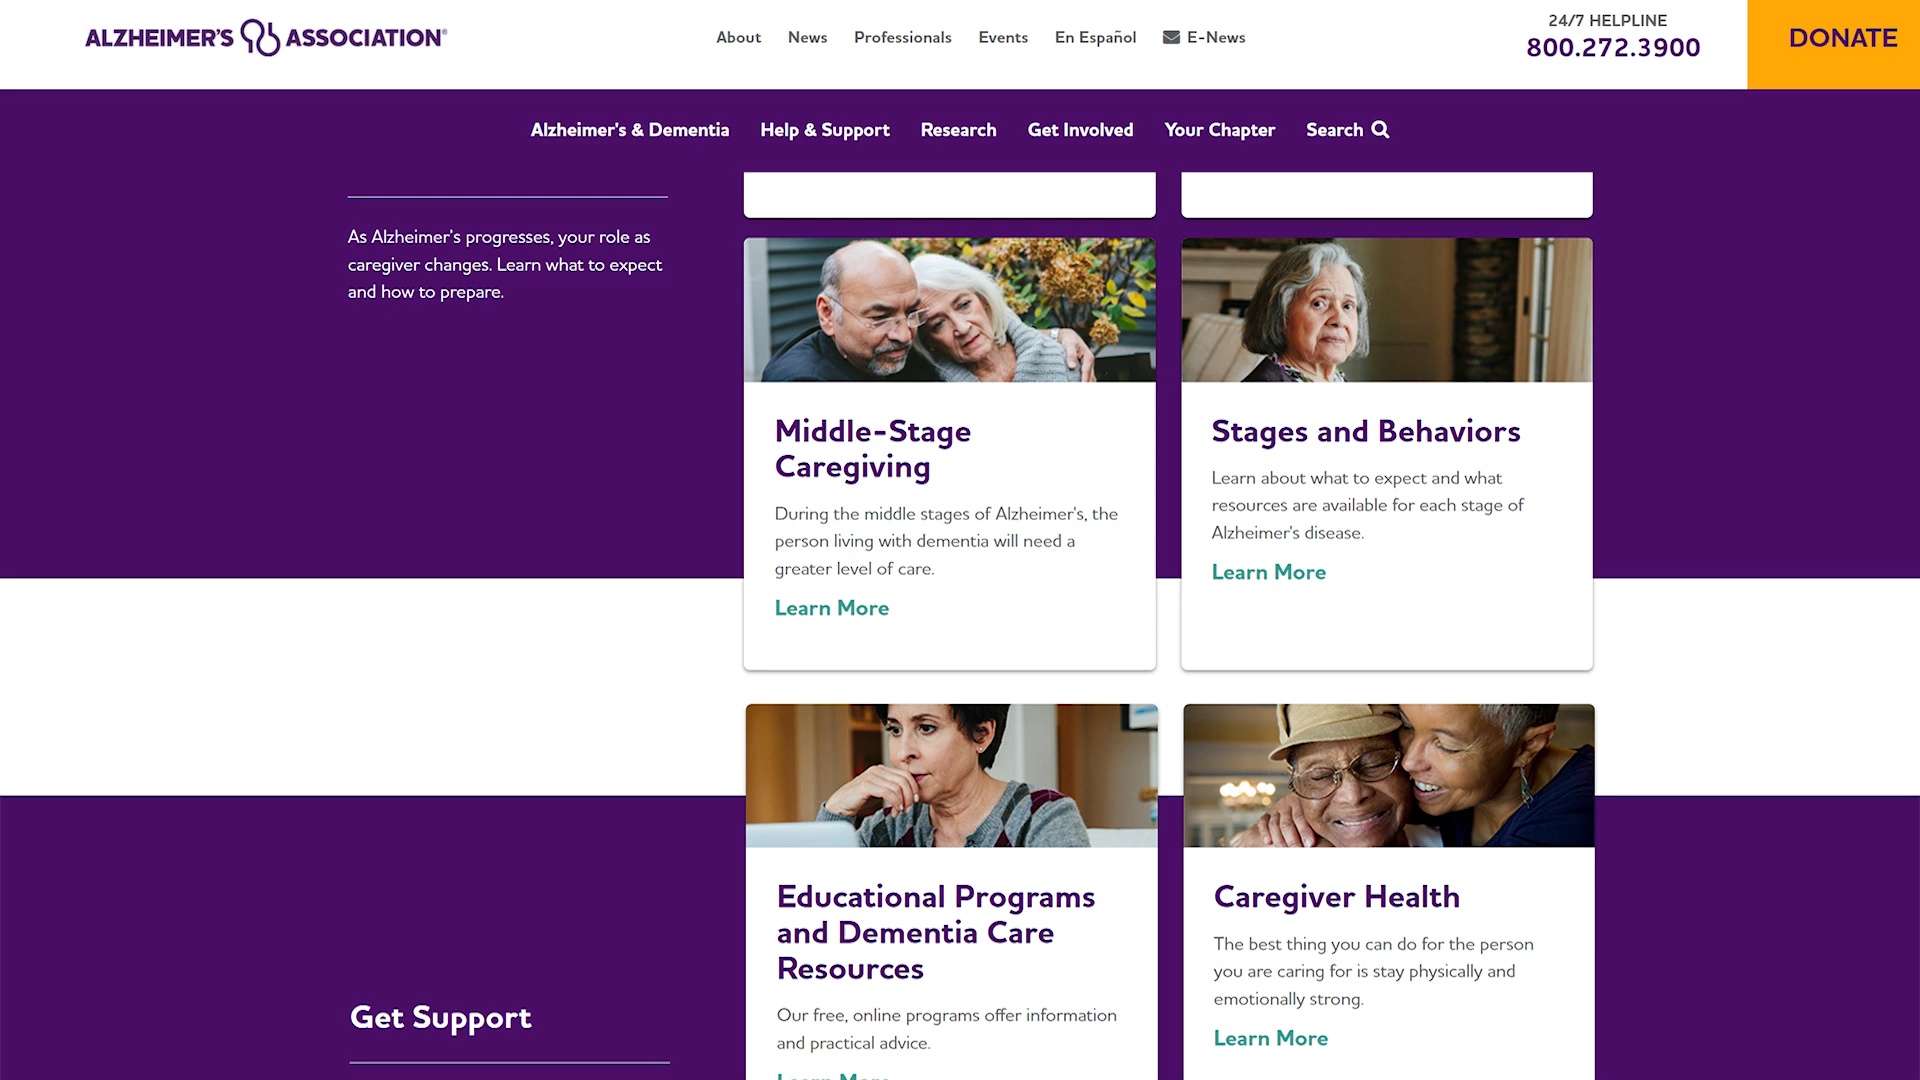 ALZHEIMER'S ASSOCIATION®
About News Professionals Events En Español E-News
24/7 HELPLINE
800.272.3900
DONATE
Alzheimer's & Dementia Help & Support Research Get Involved Your Chapter Search
As Alzheimer's progresses, your role as
caregiver changes. Learn what to expect
and how to prepare.
Middle-Stage
Caregiving
During the middle stages of Alzheimer's, the
person living with dementia will need a
greater level of care.
Learn More
Stages and Behaviors
Learn about what to expect and what
resources are available for each stage of
Alzheimer's disease.
Learn More
Get Support
Educational Programs
and Dementia Care
Resources
Our free, online programs offer information
and practical advice.
Learn More
Caregiver Health
The best thing you can do for the person
you are caring for is stay physically and
emotionally strong.
Learn More